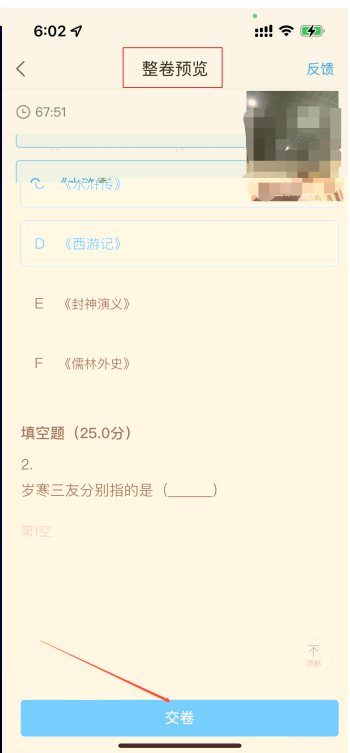 6:02
整卷预览
反馈
67:51
C 《水浒传》
D 《西游记》
E 《封神演义》
F 《儒林外史》
填空题（25.0分）
2.
岁寒三友分别指的是（_____）
第1空
顶部
交卷